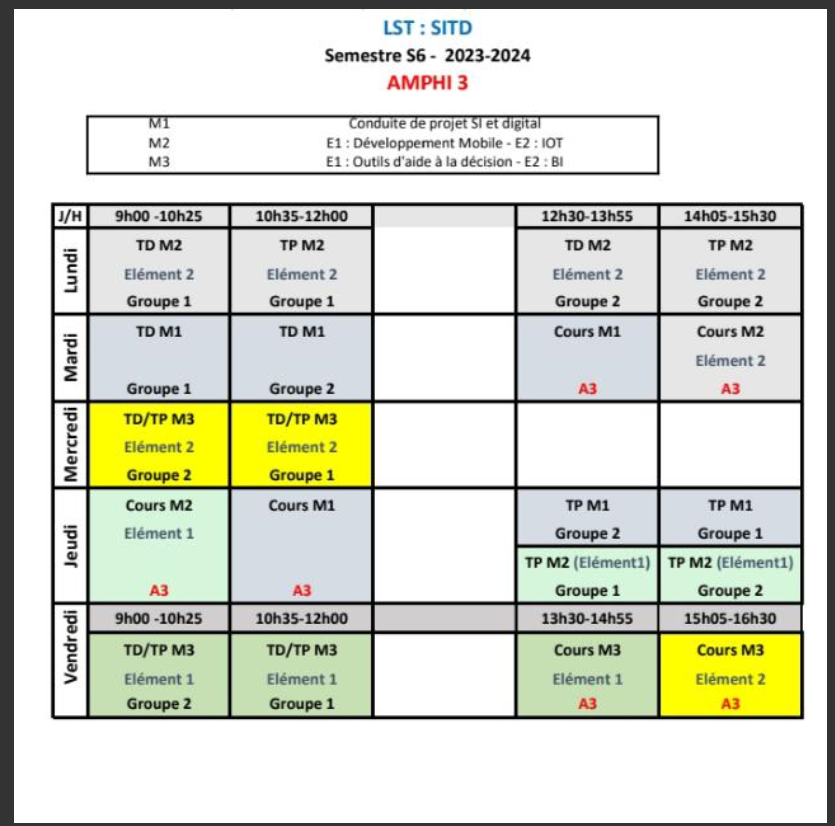 LST : SITD
Semestre S6 - 2023-2024
AMPHI 3
M1 Conduite de projet SI et digital
M2 E1 : Développement Mobile - E2 : IOT
M3 E1 : Outils d'aide à la décision - E2 : BI
J/H 9h00 -10h25 10h35-12h00 12h30-13h55 14h05-15h30
Lundi
TD M2 TP M2 TD M2 TP M2
Elément 2 Elément 2 Elément 2 Elément 2
Groupe 1 Groupe 1 Groupe 2 Groupe 2
Mardi
TD M1 TD M1 Cours M1 Cours M2
Elément 2
Groupe 1 Groupe 2 A3 A3
Mercredi
TD/TP M3 TD/TP M3
Elément 2 Elément 2
Groupe 2 Groupe 1
Jeudi
Cours M2 Cours M1 TP M1 TP M1
Elément 1 Groupe 2 Groupe 1
TP M2 (Elément1) TP M2 (Elément1)
A3 A3 Groupe 1 Groupe 2
Vendredi
9h00 -10h25 10h35-12h00 13h30-14h55 15h05-16h30
TD/TP M3 TD/TP M3 Cours M3 Cours M3
Elément 1 Elément 1 Elément 1 Elément 2
Groupe 2 Groupe 1 A3 A3